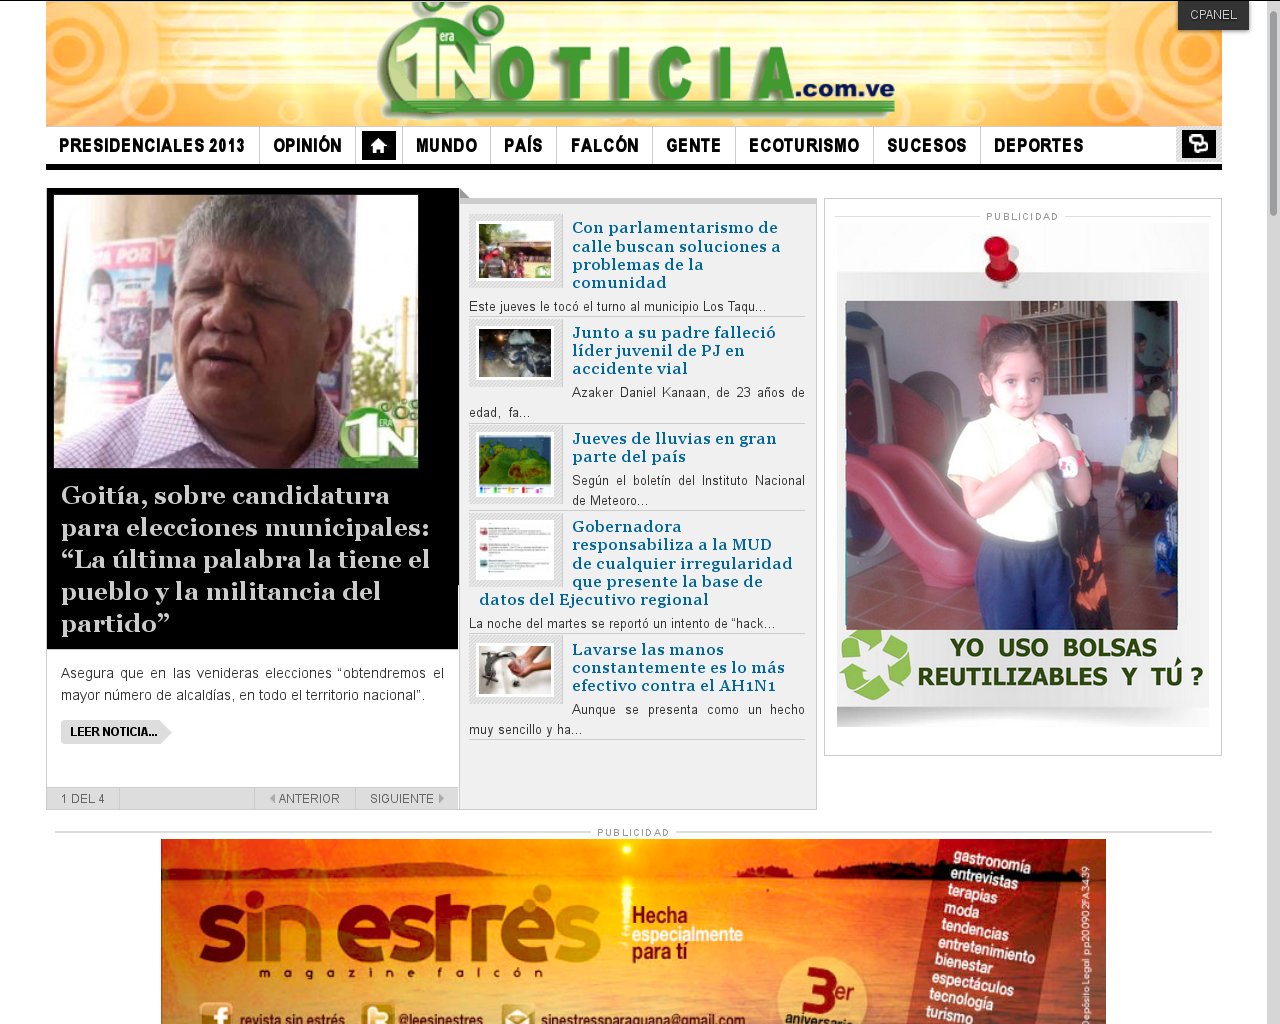 CPANEL
1era NOTICIA.com.ve
PRESIDENCIALES 2013
OPINIÓN
MUNDO
PAÍS
FALCÓN
GENTE
ECOTURISMO
SUCESOS
DEPORTES
1N
ERA
Goitía, sobre candidatura
para elecciones municipales:
“La última palabra la tiene el
pueblo y la militancia del
partido”
Asegura que en las venideras elecciones “obtendremos el
mayor número de alcaldías, en todo el territorio nacional”.
LEER NOTICIA...
1 DEL 4
ANTERIOR
SIGUIENTE
Con parlamentarismo de
calle buscan soluciones a
problemas de la
comunidad
Este jueves le tocó el turno al municipio Los Taqu...
Junto a su padre falleció
líder juvenil de PJ en
accidente vial
Azaker Daniel Kanaan, de 23 años de
edad, fa...
Jueves de lluvias en gran
parte del país
Según el boletín del Instituto Nacional
de Meteoro...
Gobernadora
responsabiliza a la MUD
de cualquier irregularidad
que presente la base de
datos del Ejecutivo regional
La noche del martes se reportó un intento de “hack...
Lavarse las manos
constantemente es lo más
efectivo contra el AH1N1
Aunque se presenta como un hecho
muy sencillo y ha...
PUBLICIDAD
YO USO BOLSAS
REUTILIZABLES Y TÚ?
PUBLICIDAD
sin estrés
magazine falcón
Hecha
especialmente
para tí
3er
aniversario
gastronomía
entrevistas
terapias
moda
tendencias
entretenimiento
bienestar
espectáculos
tecnología
turismo
Depósito Legal pp200902FA3439
revista sin estrés
@leesinestres
sinestressparaguana@gmail.com